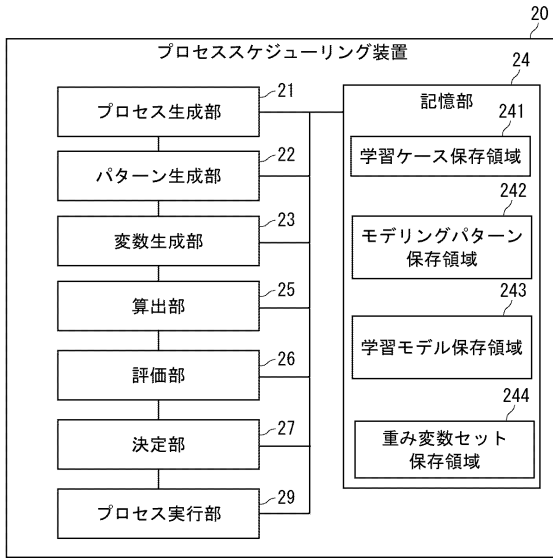 20
プロセススケジューリング装置
21
プロセス生成部
22
パターン生成部
23
変数生成部
25
算出部
26
評価部
27
決定部
29
プロセス実行部
24
記憶部
241
学習ケース保存領域
242
モデリングパターン
保存領域
243
学習モデル保存領域
244
重み変数セット
保存領域